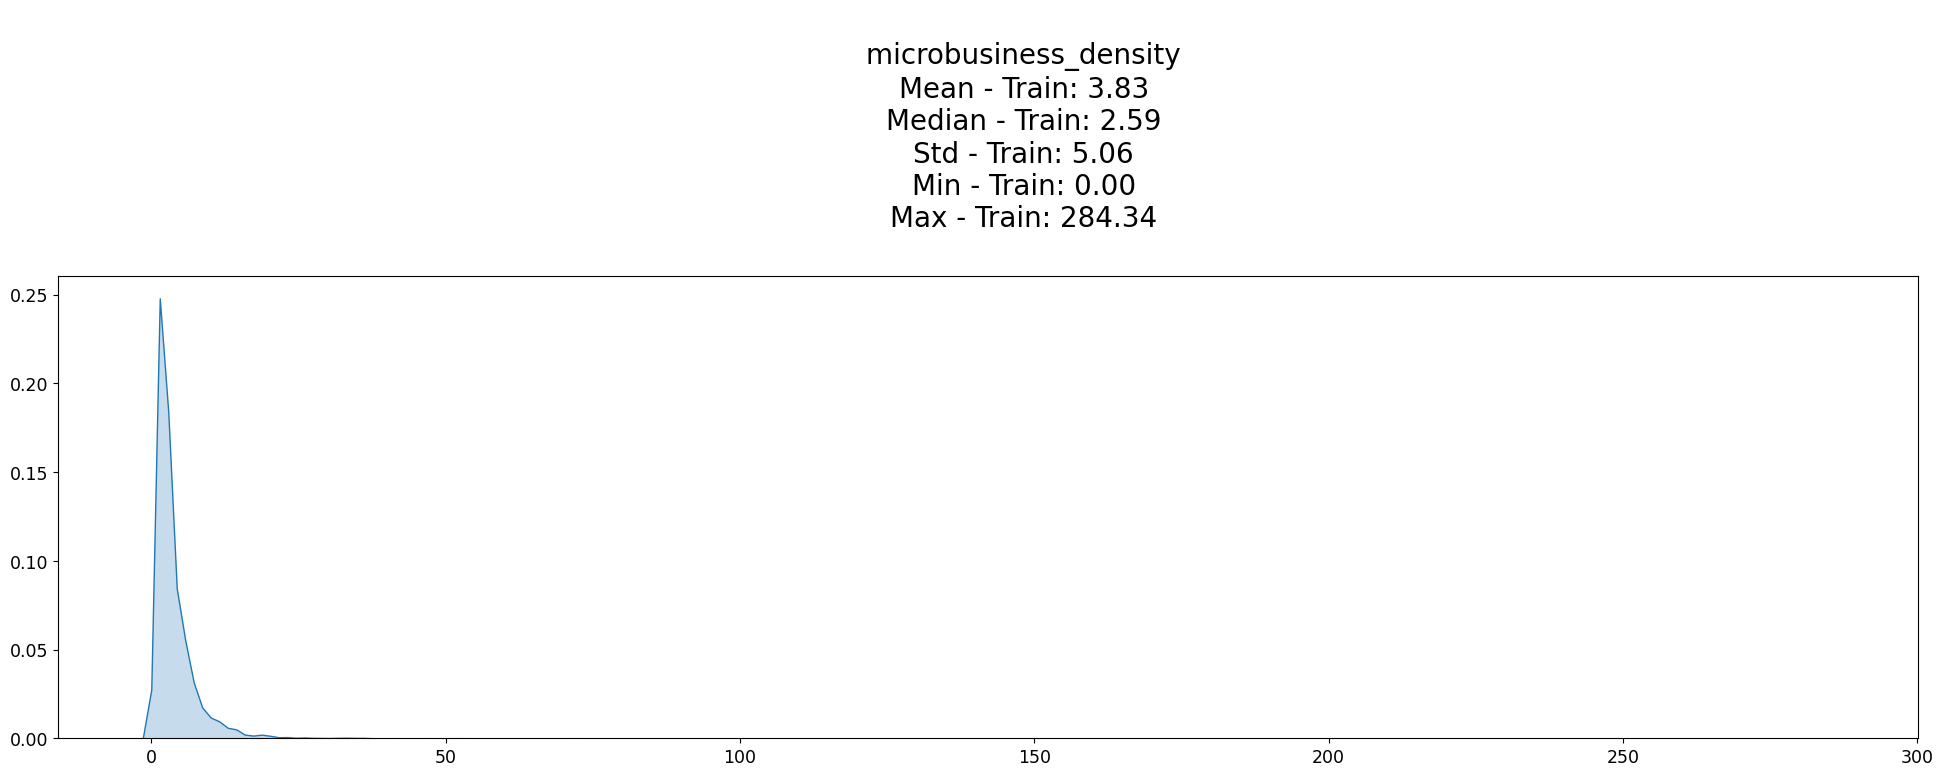 microbusiness_density
Mean - Train: 3.83
Median - Train: 2.59
Std - Train: 5.06
Min - Train: 0.00
Max - Train: 284.34
0.25
0.20
0.15
0.10
0.05
0.00
0 50 100 150 200 250 300